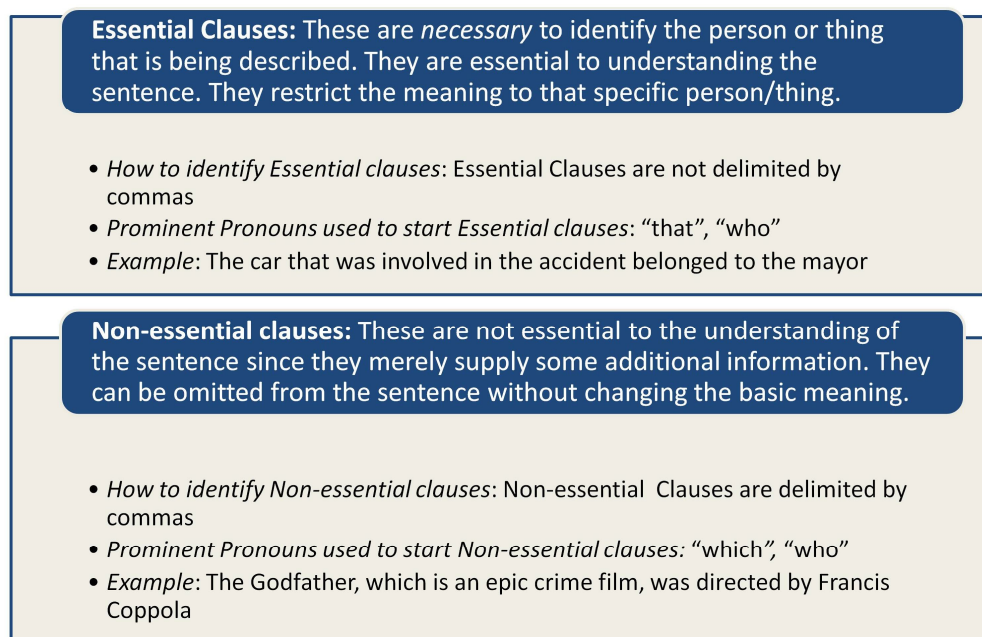 Essential Clauses: These are necessary to identify the person or thing
that is being described. They are essential to understanding the
sentence. They restrict the meaning to that specific person/thing.
• How to identify Essential clauses: Essential Clauses are not delimited by
commas
• Prominent Pronouns used to start Essential clauses: “that”, “who”
• Example: The car that was involved in the accident belonged to the mayor
Non-essential clauses: These are not essential to the understanding of
the sentence since they merely supply some additional information. They
can be omitted from the sentence without changing the basic meaning.
• How to identify Non-essential clauses: Non-essential  Clauses are delimited by
commas
• Prominent Pronouns used to start Non-essential clauses: “which”, “who”
• Example: The Godfather, which is an epic crime film, was directed by Francis
Coppola